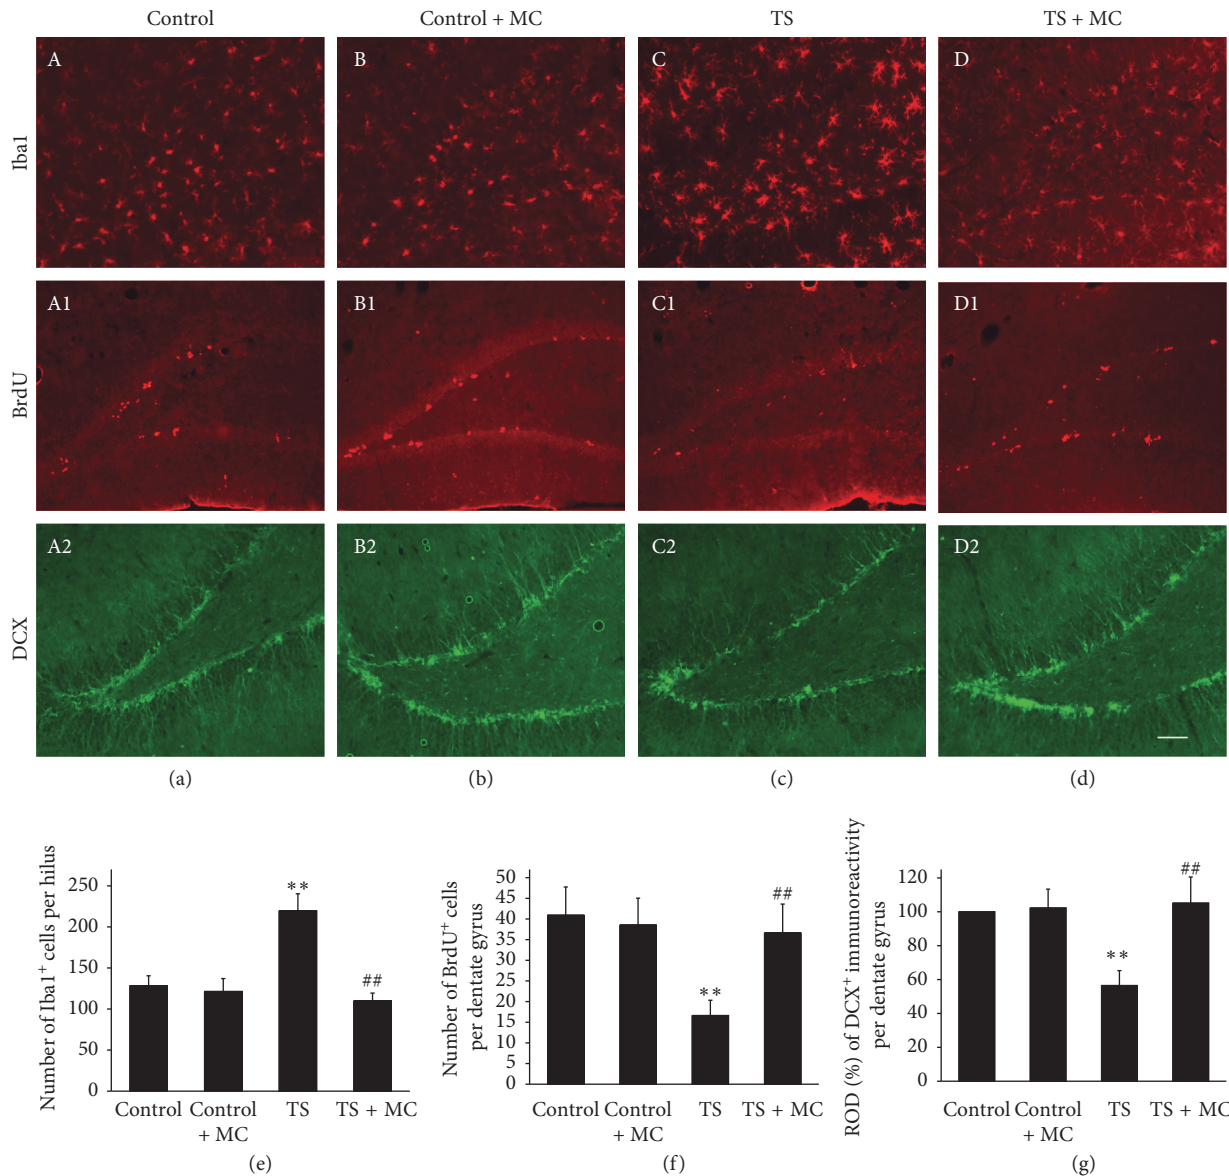 Control Control + MC TS TS + MC
Iba1
A B C D
BrdU
A1 B1 C1 D1
DCX
A2 B2 C2 D2
(a) (b) (c) (d)
Number of Iba1⁺ cells per hilus
250
200
150
100
50
0
**
##
Control Control TS TS + MC
+ MC
(e)
Number of BrdU⁺ cells
per dentate gyrus
50
45
40
35
30
25
20
15
10
5
0
**
##
Control Control TS TS + MC
+ MC
(f)
ROD (%) of DCX⁺ immunoreactivity
per dentate gyrus
120
100
80
60
40
20
0
**
##
Control Control TS TS + MC
+ MC
(g)